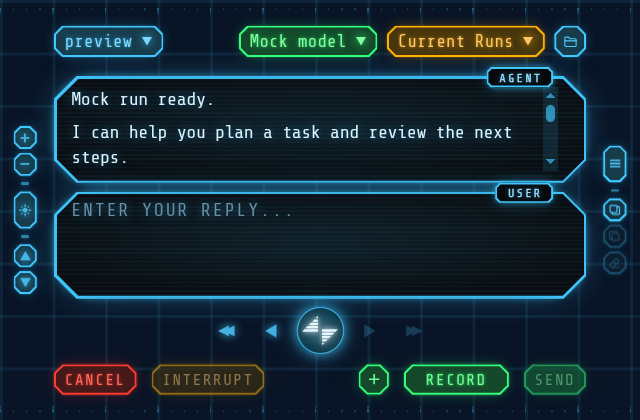 preview
Mock model
Current Runs
AGENT
Mock run ready.
I can help you plan a task and review the next
steps.
USER
ENTER YOUR REPLY...
CANCEL
INTERRUPT
+
RECORD
SEND